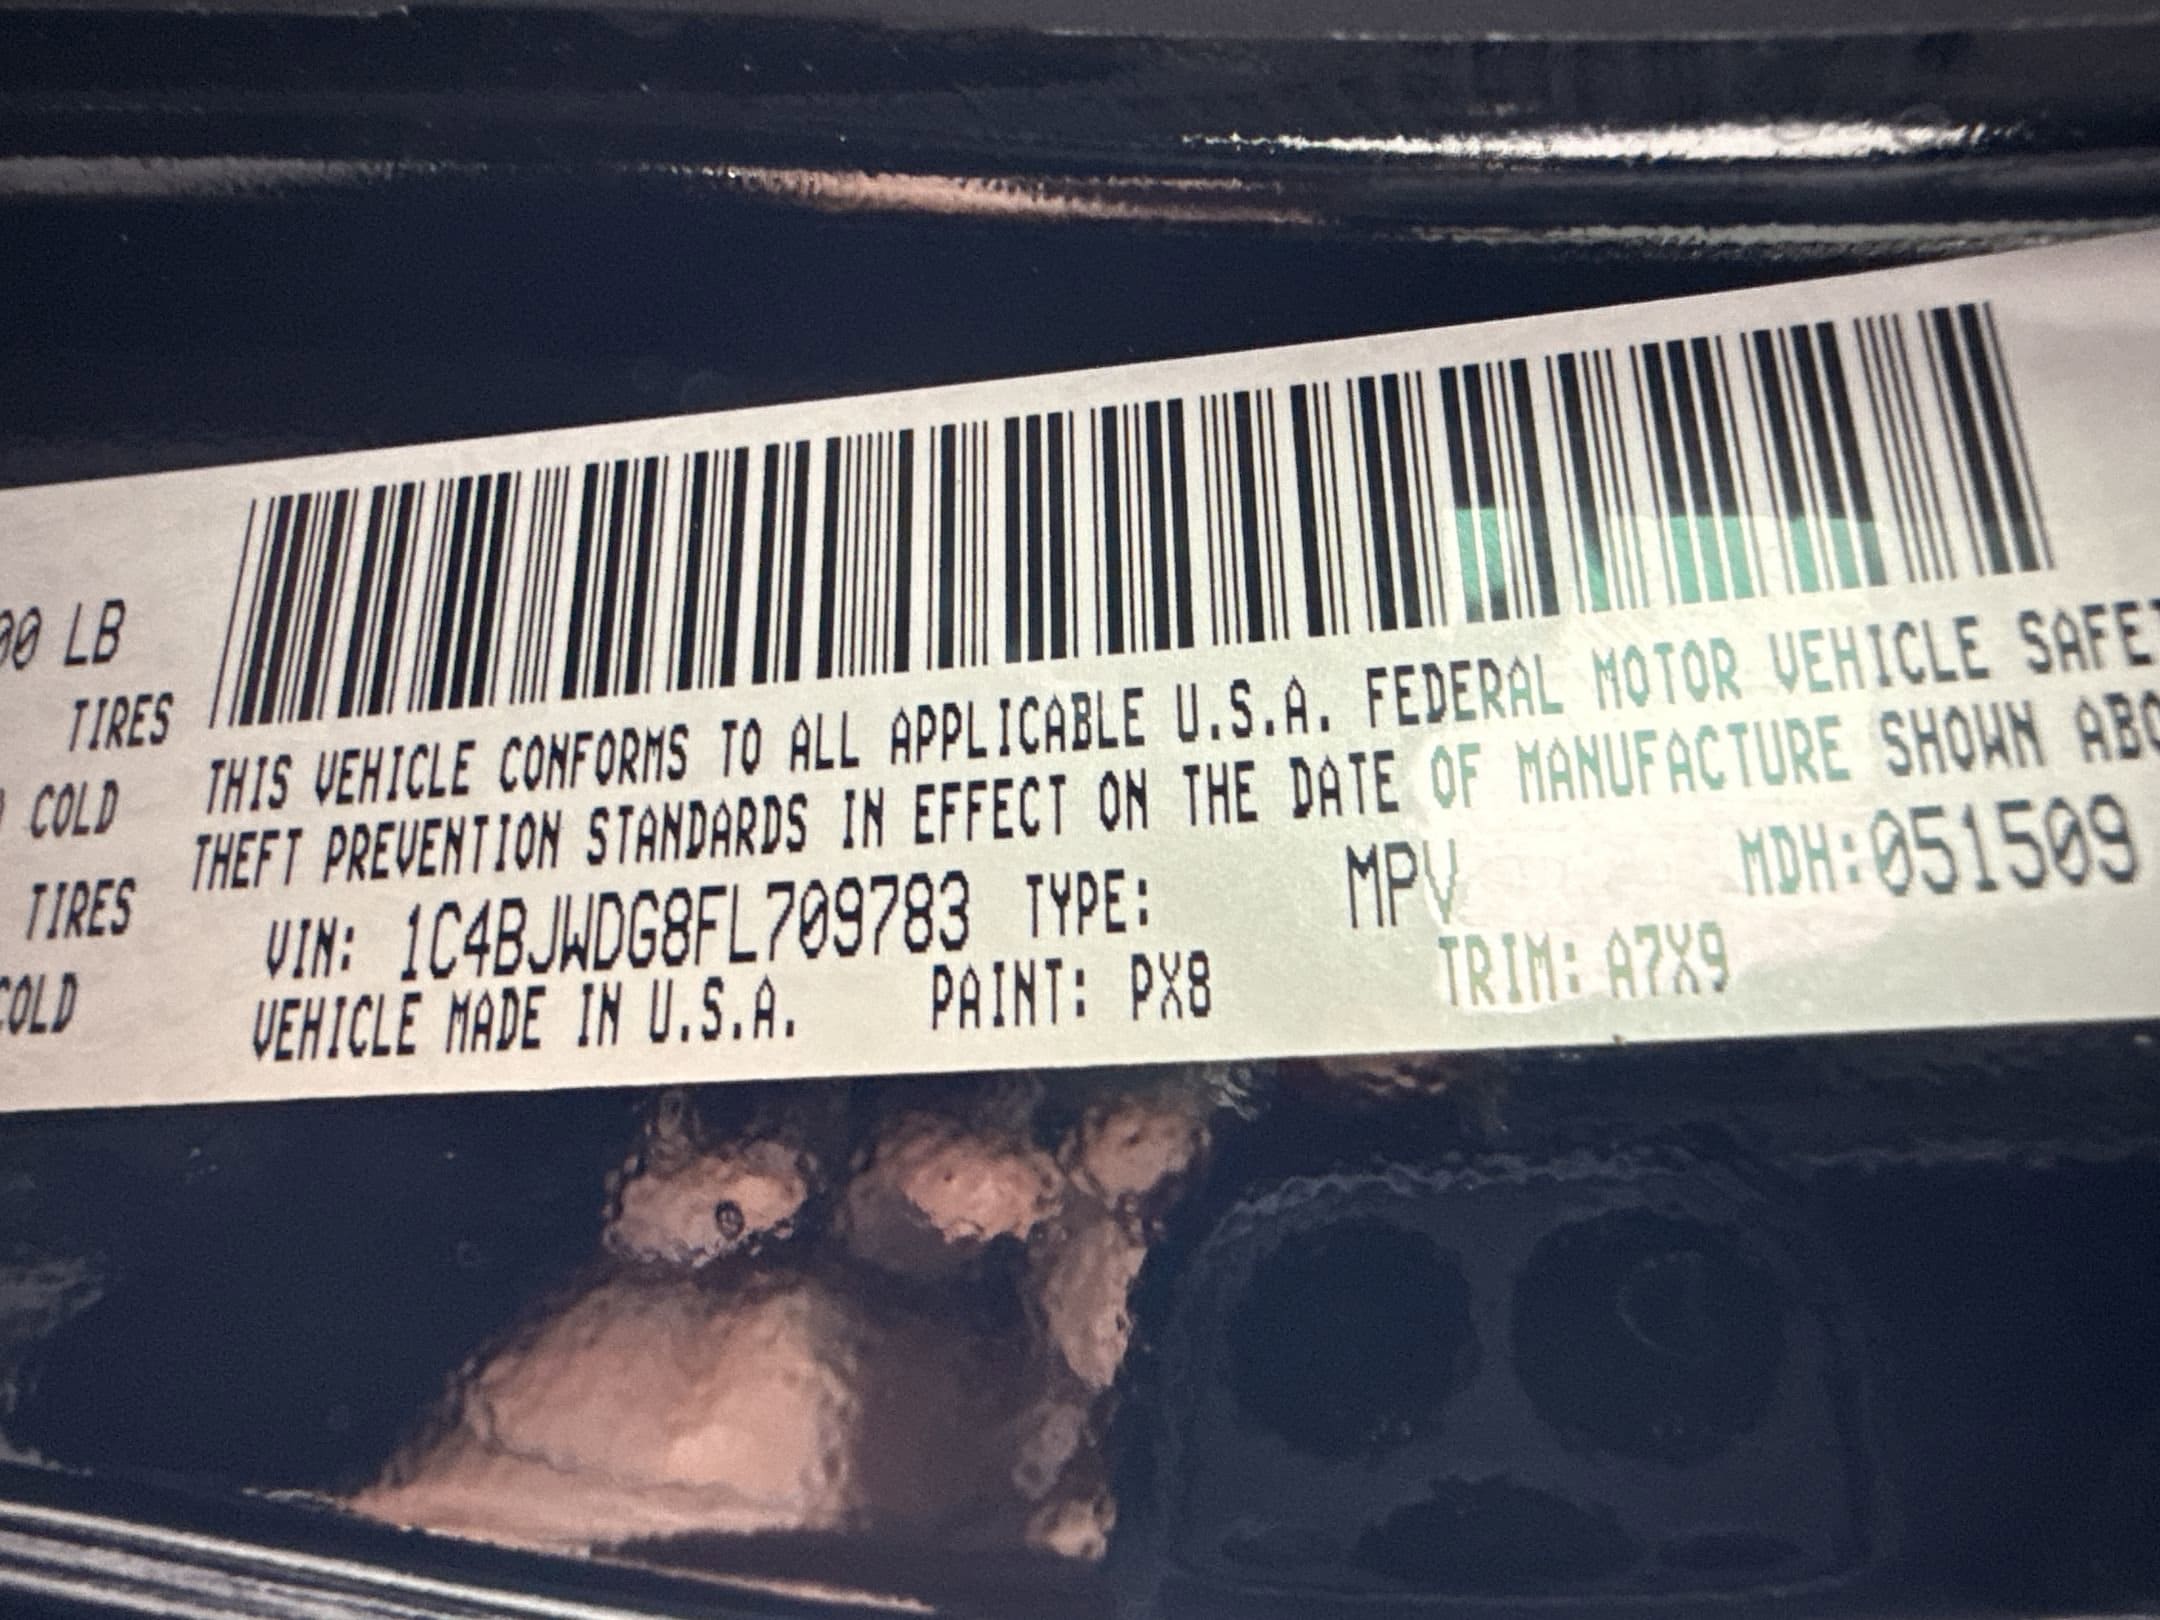 00 LB
TIRES
COLD
TIRES
COLD
THIS VEHICLE CONFORMS TO ALL APPLICABLE U.S.A. FEDERAL MOTOR VEHICLE SAFET
THEFT PREVENTION STANDARDS IN EFFECT ON THE DATE OF MANUFACTURE SHOWN ABO
VIN: 1C4BJWDG8FL709783 TYPE: MPV MDH:051509
VEHICLE MADE IN U.S.A. PAINT: PX8 TRIM: A7X9